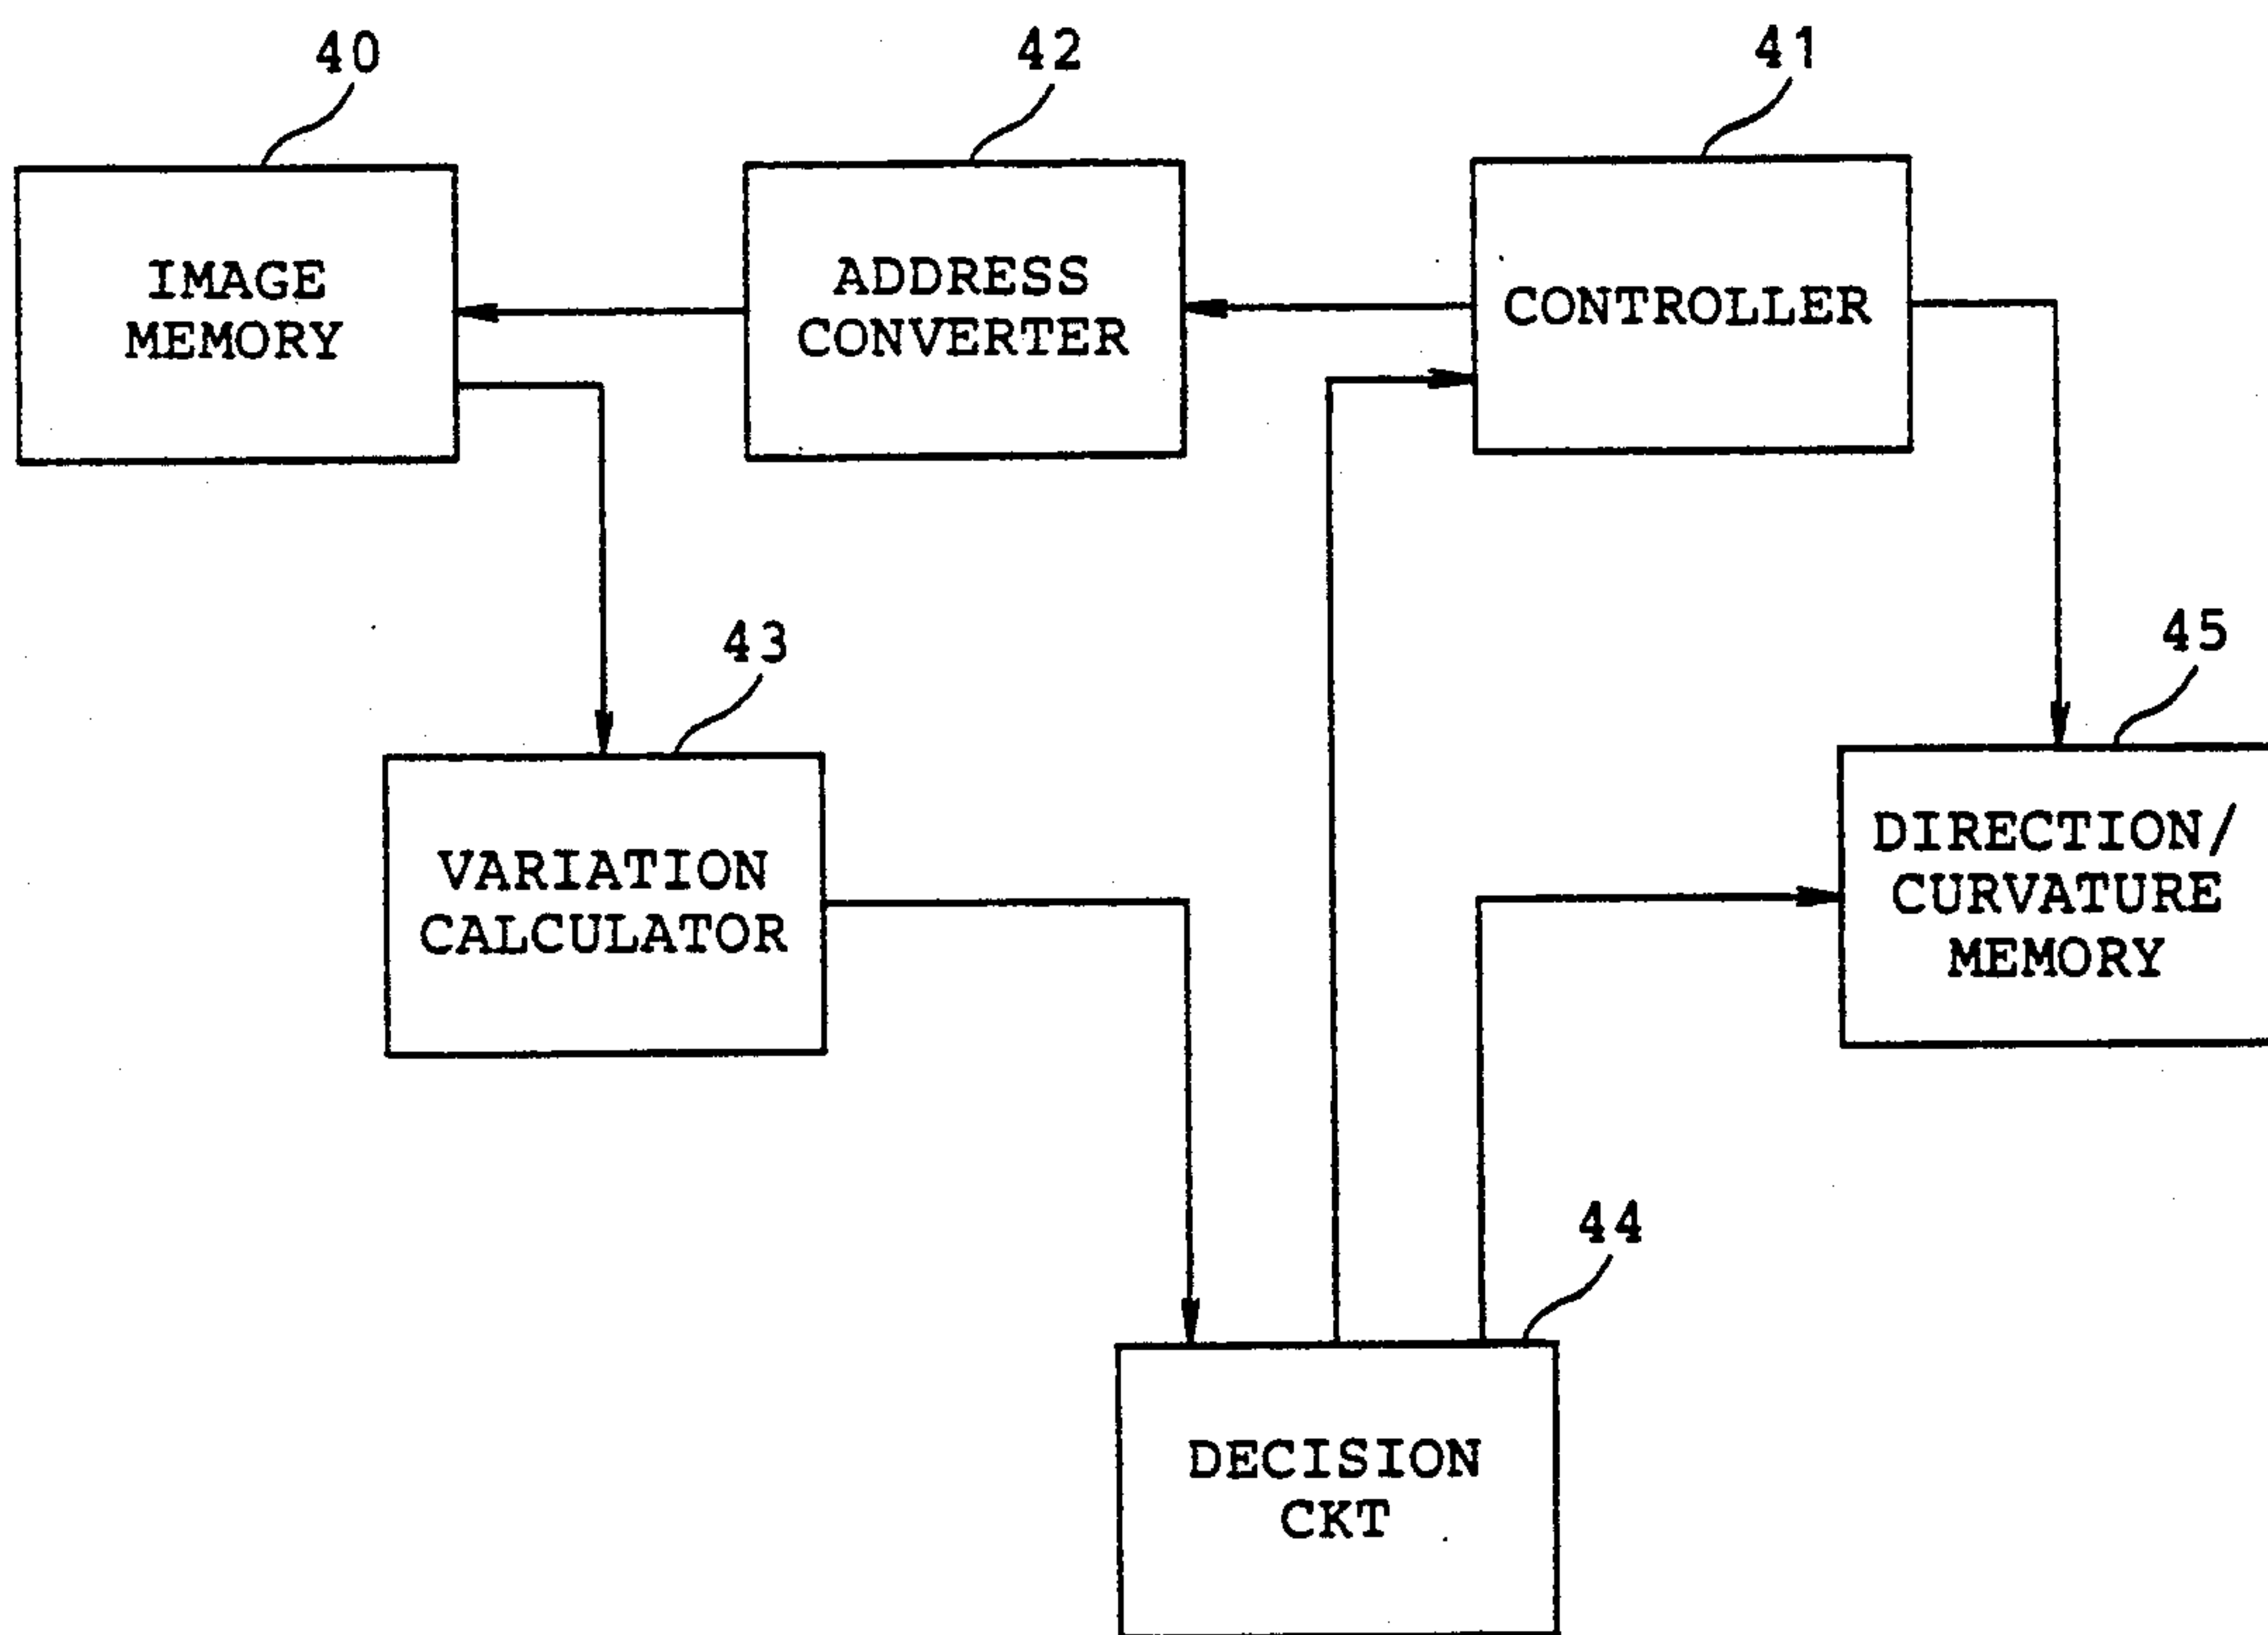 40
42
41
IMAGE
MEMORY
ADDRESS
CONVERTER
CONTROLLER
43
45
VARIATION
CALCULATOR
DIRECTION/
CURVATURE
MEMORY
44
DECISION
CKT